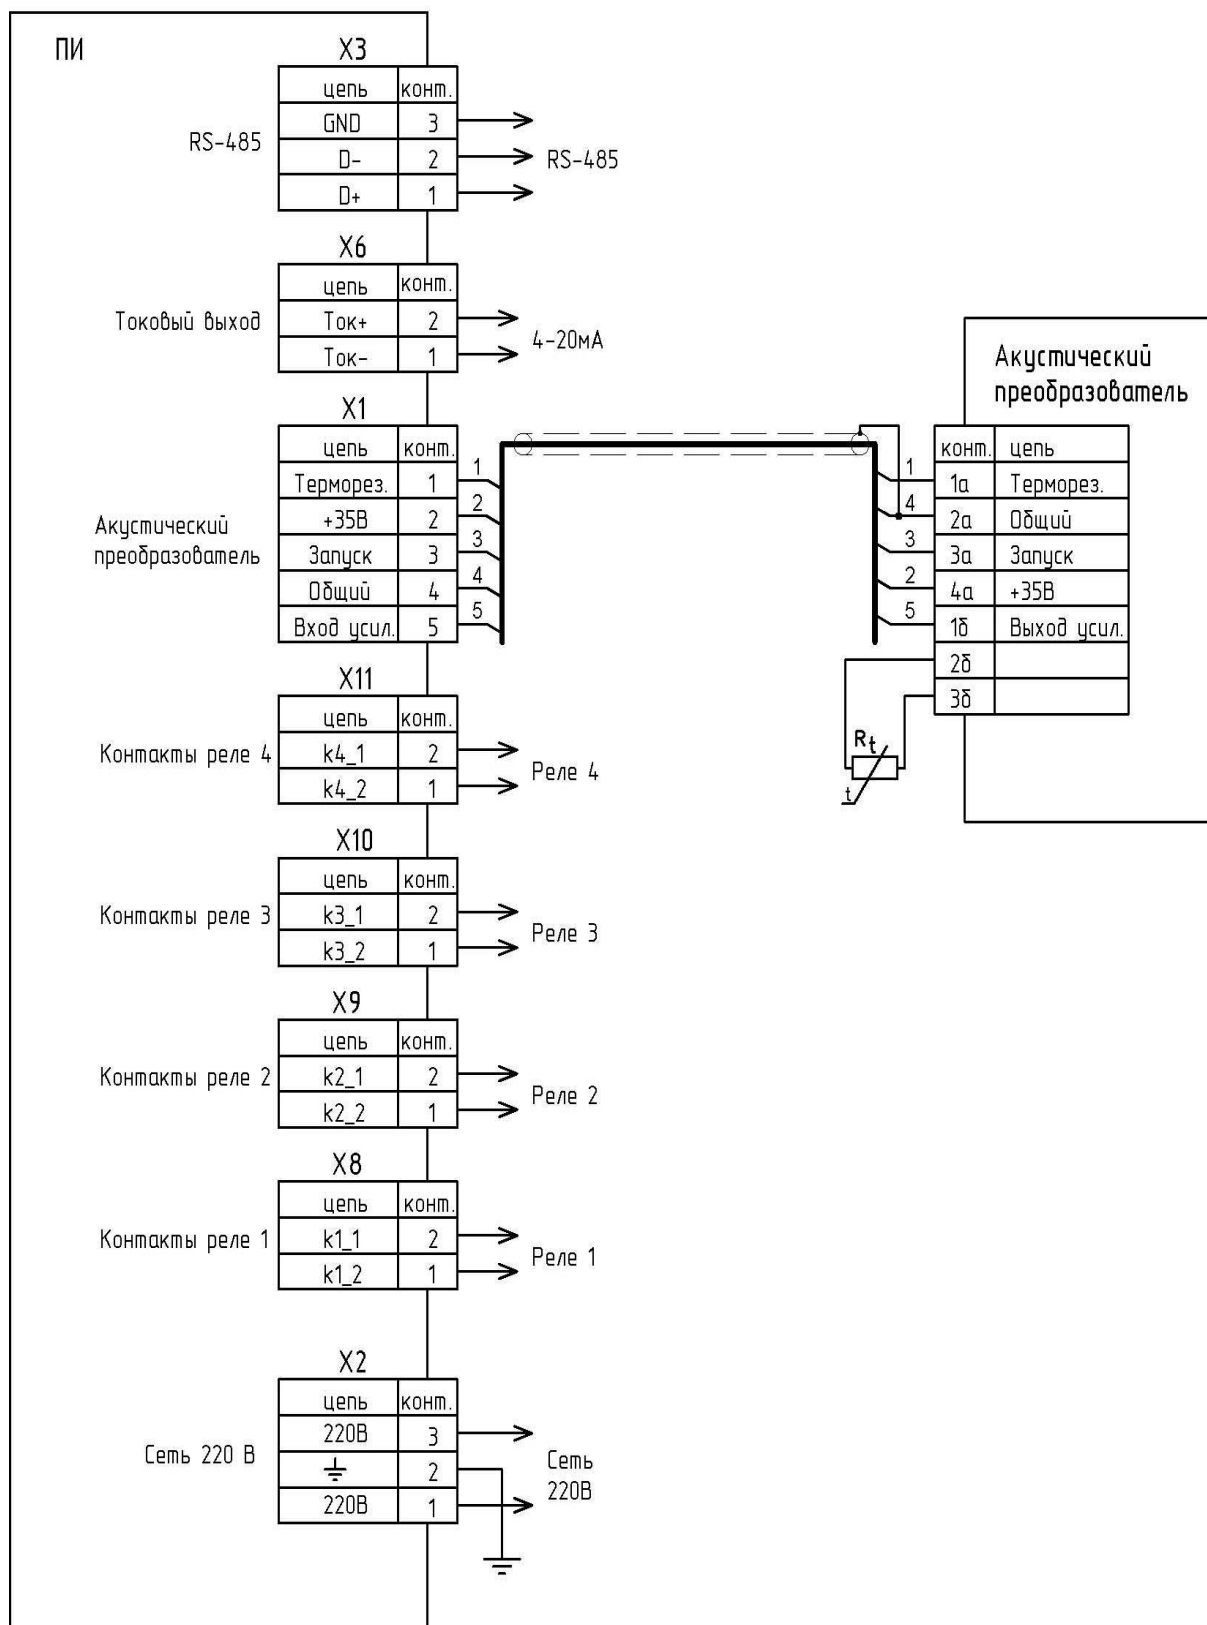 ПИ
X3
цепь конт.
GND 3
D- 2
D+ 1
RS-485
RS-485
X6
цепь конт.
Ток+ 2
Ток- 1
Токовый выход
4-20мА
X1
цепь конт.
Терморез. 1
+35В 2
Запуск 3
Общий 4
Вход усил. 5
Акустический
преобразователь
1
2
3
4
5
Акустический
преобразователь
конт. цепь
1 1а Терморез.
4 2а Общий
3 3а Запуск
2 4а +35В
5 1б Выход усил.
2б
3б
Rt
t
X11
цепь конт.
k4_1 2
k4_2 1
Контакты реле 4
Реле 4
X10
цепь конт.
k3_1 2
k3_2 1
Контакты реле 3
Реле 3
X9
цепь конт.
k2_1 2
k2_2 1
Контакты реле 2
Реле 2
X8
цепь конт.
k1_1 2
k1_2 1
Контакты реле 1
Реле 1
X2
цепь конт.
220В 3
2
220В 1
Сеть 220 В
Сеть
220В